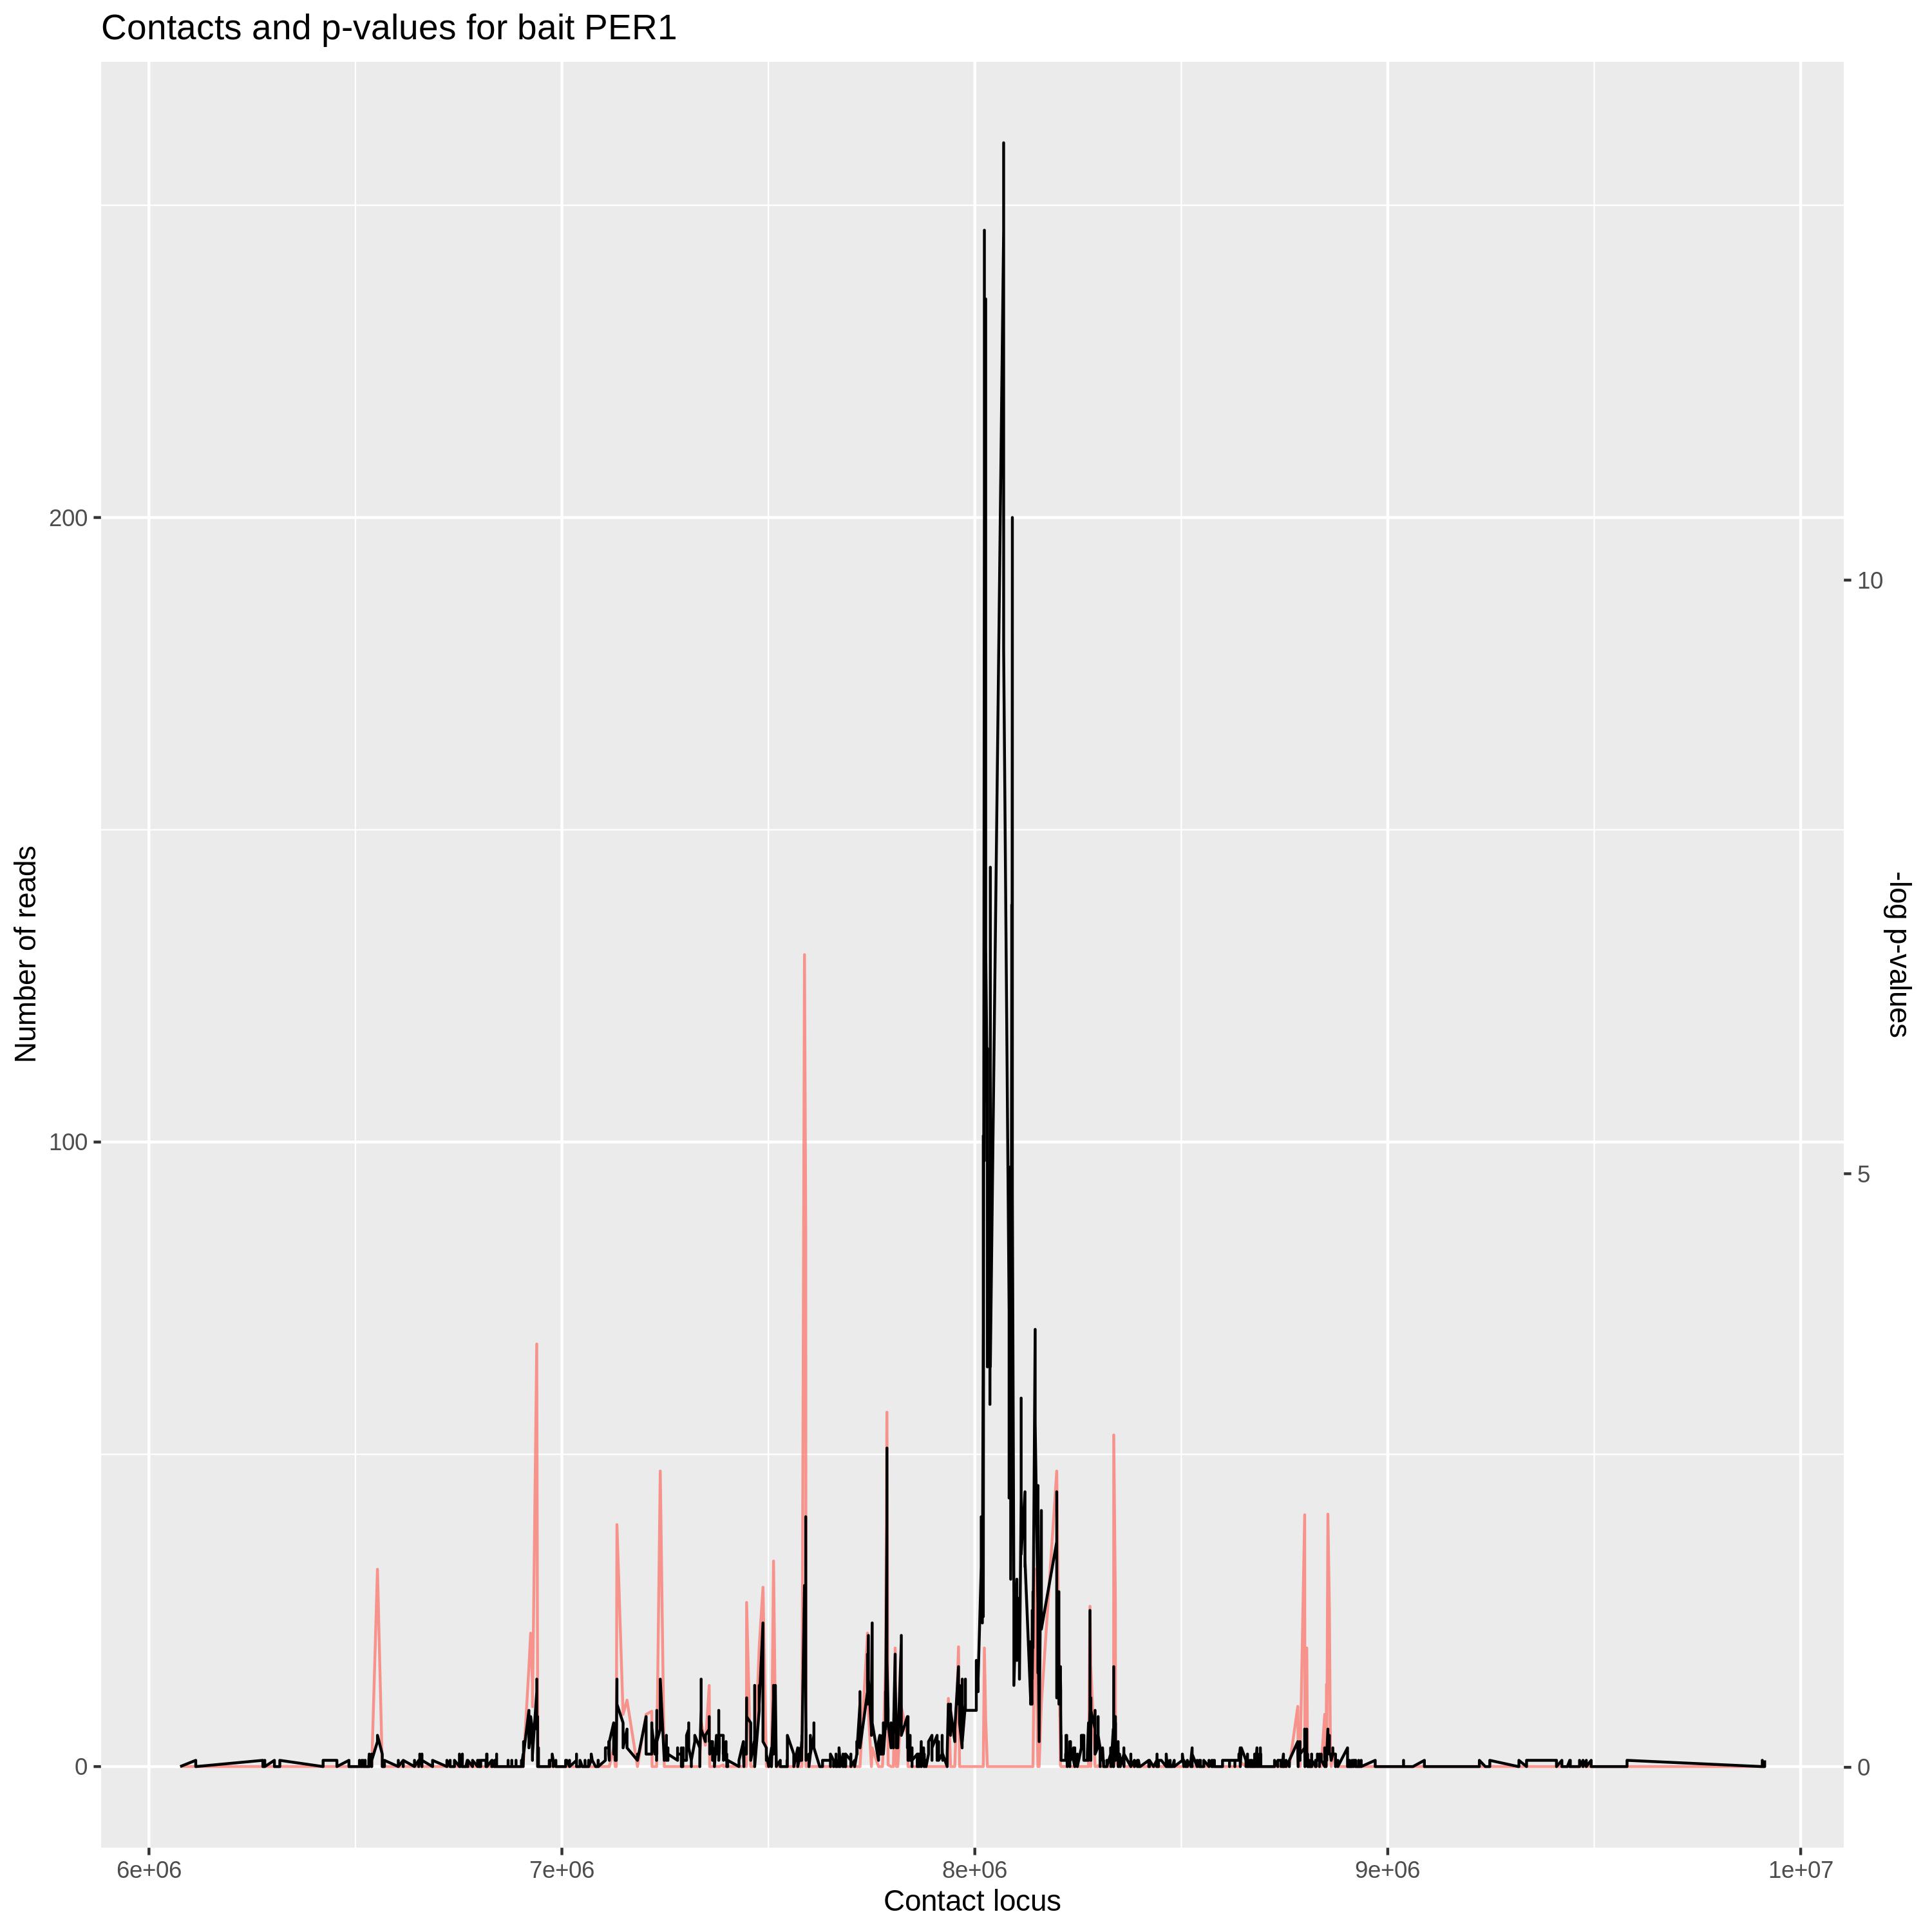 Contacts and p-values for bait PER1
Number of reads
200
100
0
10
5
0
-log p-values
6e+06 7e+06 8e+06 9e+06 1e+07
Contact locus